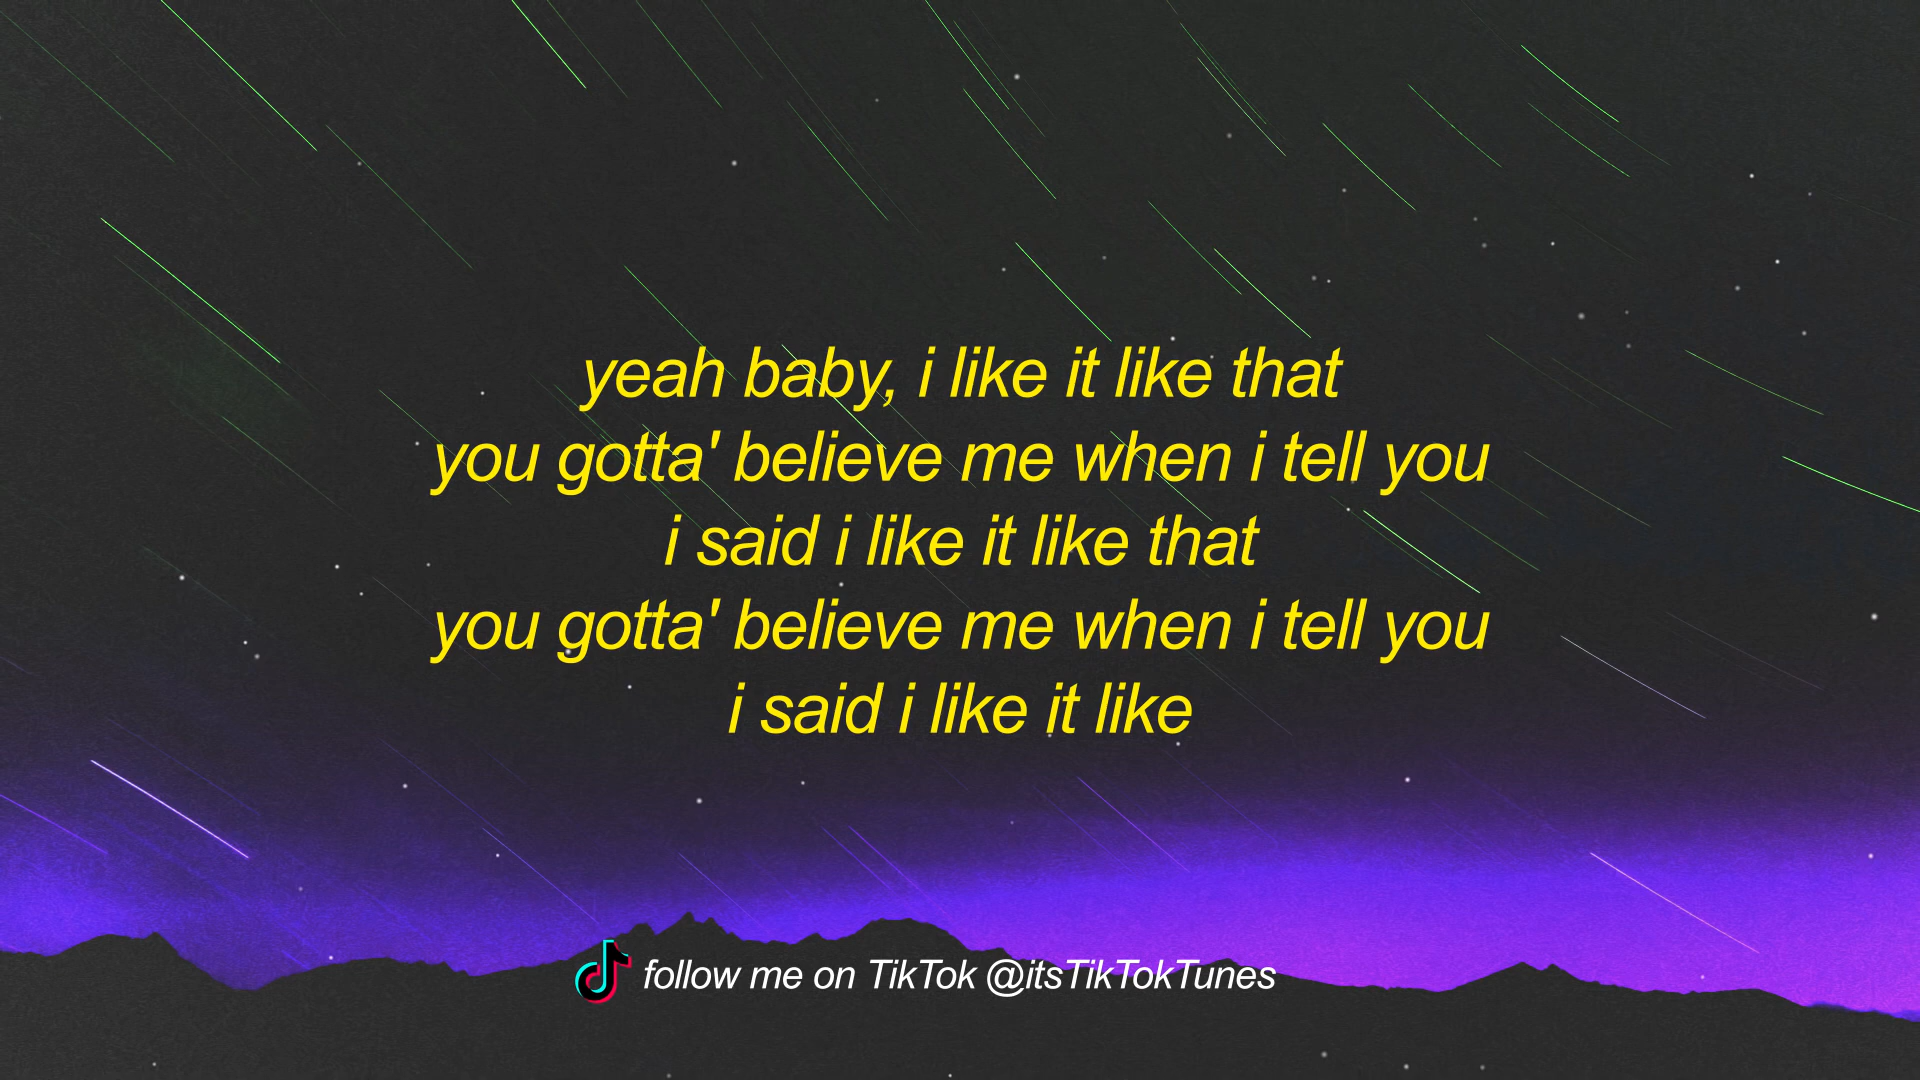 yeah baby, i like it like that
you gotta' believe me when i tell you
i said i like it like that
you gotta' believe me when i tell you
i said i like it like
follow me on TikTok @itsTikTokTunes